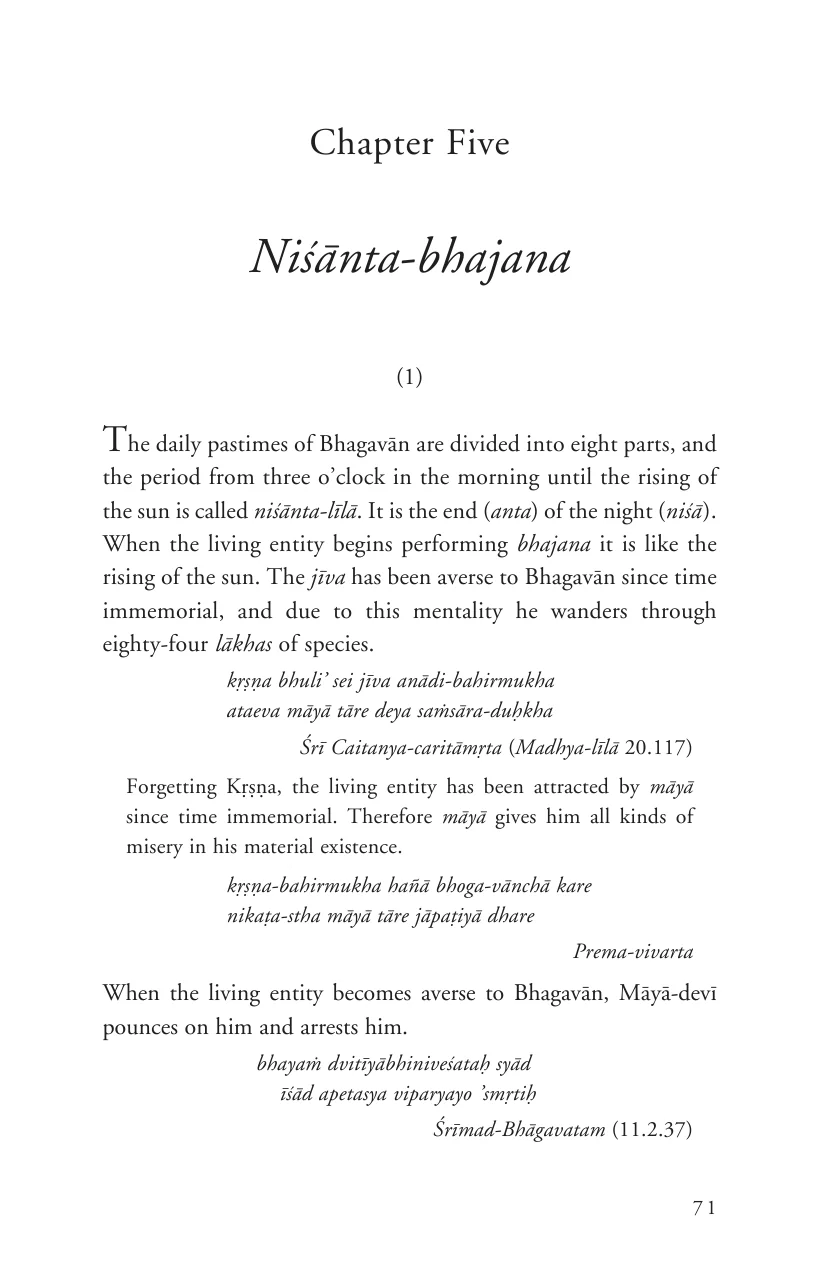 Chapter Five
Niśānta-bhajana
(1)
The daily pastimes of Bhagavān are divided into eight parts, and
the period from three o’clock in the morning until the rising of
the sun is called niśānta-līlā. It is the end (anta) of the night (niśā).
When the living entity begins performing bhajana it is like the
rising of the sun. The jīva has been averse to Bhagavān since time
immemorial, and due to this mentality he wanders through
eighty-four lākhas of species.
kṛṣṇa bhuli’ sei jīva anādi-bahirmukha
ataeva māyā tāre deya saṁsāra-duḥkha
Śrī Caitanya-caritāmṛta (Madhya-līlā 20.117)
Forgetting Kṛṣṇa, the living entity has been attracted by māyā
since time immemorial. Therefore māyā gives him all kinds of
misery in his material existence.
kṛṣṇa-bahirmukha hañā bhoga-vānchā kare
nikaṭa-stha māyā tāre jāpaṭiyā dhare
Prema-vivarta
When the living entity becomes averse to Bhagavān, Māyā-devī
pounces on him and arrests him.
bhayaṁ dvitīyābhiniveśataḥ syād
īśād apetasya viparyayo ’smṛtiḥ
Śrīmad-Bhāgavatam (11.2.37)
71